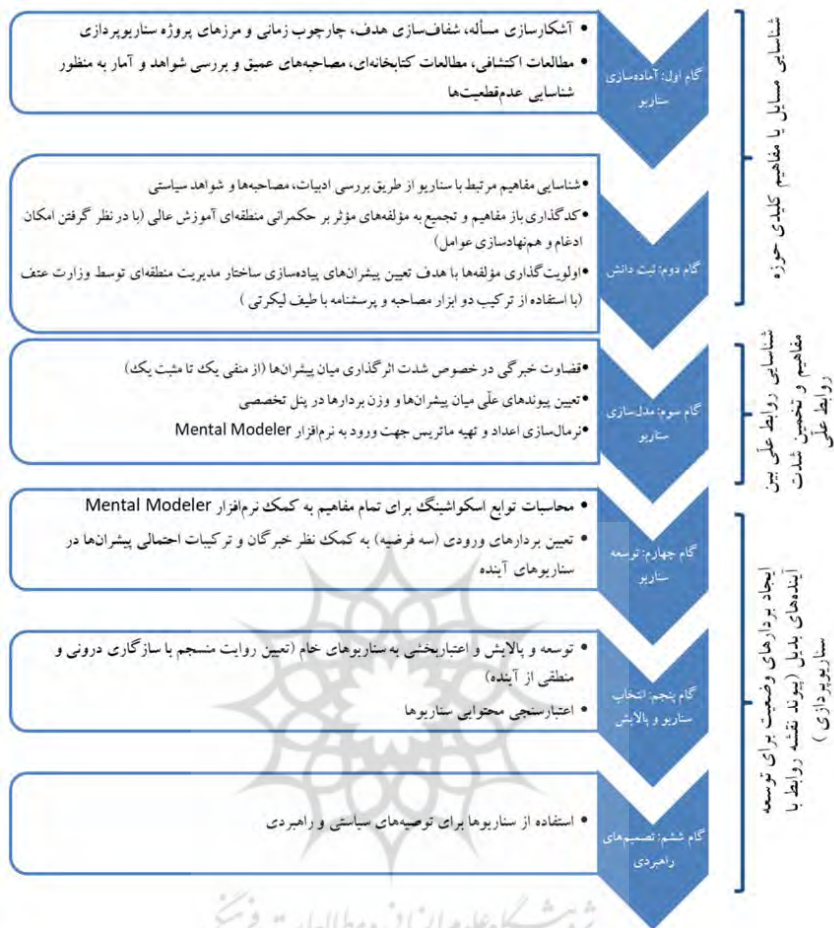 شناسایی مسایل یا مفاهیم کلیدی حوزه
گام اول: آماده‌سازی
سناریو
• آشکارسازی مسأله، شفاف‌سازی هدف، چارچوب زمانی و مرزهای پروژه سناریوپردازی
• مطالعات اکتشافی، مطالعات کتابخانه‌ای، مصاحبه‌های عمیق و بررسی شواهد و آمار به منظور
شناسایی عدم‌قطعیت‌ها
گام دوم: ثبت دانش
•شناسایی مفاهیم مرتبط با سناریو از طریق بررسی ادبیات، مصاحبه‌ها و شواهد سیاستی
•کدگذاری باز مفاهیم و تجمیع به مؤلفه‌های مؤثر بر حکمرانی منطقه‌ای آموزش عالی (با در نظر گرفتن امکان
ادغام و هم‌نهادسازی عوامل)
•اولویت‌گذاری مؤلفه‌ها با هدف تعیین پیشران‌های پیاده‌سازی ساختار مدیریت منطقه‌ای توسط وزارت عتف
(با استفاده از ترکیب دو ابزار مصاحبه و پرسشنامه با طیف لیکرتی )
شناسایی روابط علی بین
مفاهیم و تخمین شدت
روابط علّی
گام سوم: مدل‌سازی
سناریو
•قضاوت خبرگی در خصوص شدت اثرگذاری میان پیشران‌ها (از منفی یک تا مثبت یک)
•تعیین پیوندهای علّی میان پیشران‌ها و وزن بردارها در پنل تخصصی
•نرمال‌سازی اعداد و تهیه ماتریس جهت ورود به نرم‌افزار Mental Modeler
ایجاد بردارهای وضعیت برای توسعه
آینده‌های بدیل (پیوند نقشه روابط با
سناریوپردازی )
گام چهارم: توسعه
سناریو
• محاسبات توابع اسکواشینگ برای تمام مفاهیم به کمک نرم‌افزار Mental Modeler
• تعیین بردارهای ورودی (سه فرضیه) به کمک نظر خبرگان و ترکیبات احتمالی پیشران‌ها در
سناریوهای آینده
گام پنجم: انتخاب
سناریو و پالایش
• توسعه و پالایش و اعتباربخشی به سناریوهای خام (تعیین روایت منسجم با سازگاری درونی و
منطقی از آینده)
• اعتبارسنجی محتوایی سناریوها
گام ششم: تصمیم‌های
راهبردی
• استفاده از سناریوها برای توصیه‌های سیاستی و راهبردی
پژوهشگاه علوم انسانی و مطالعات فرهنگی